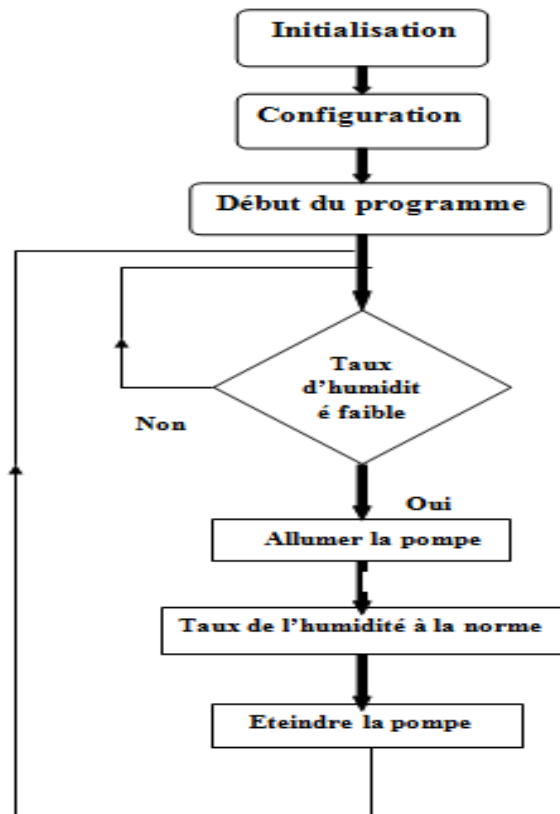 Initialisation
Configuration
Début du programme
Taux
d'humidit
é faible
Non
Oui
Allumer la pompe
Taux de l'humidité à la norme
Eteindre la pompe